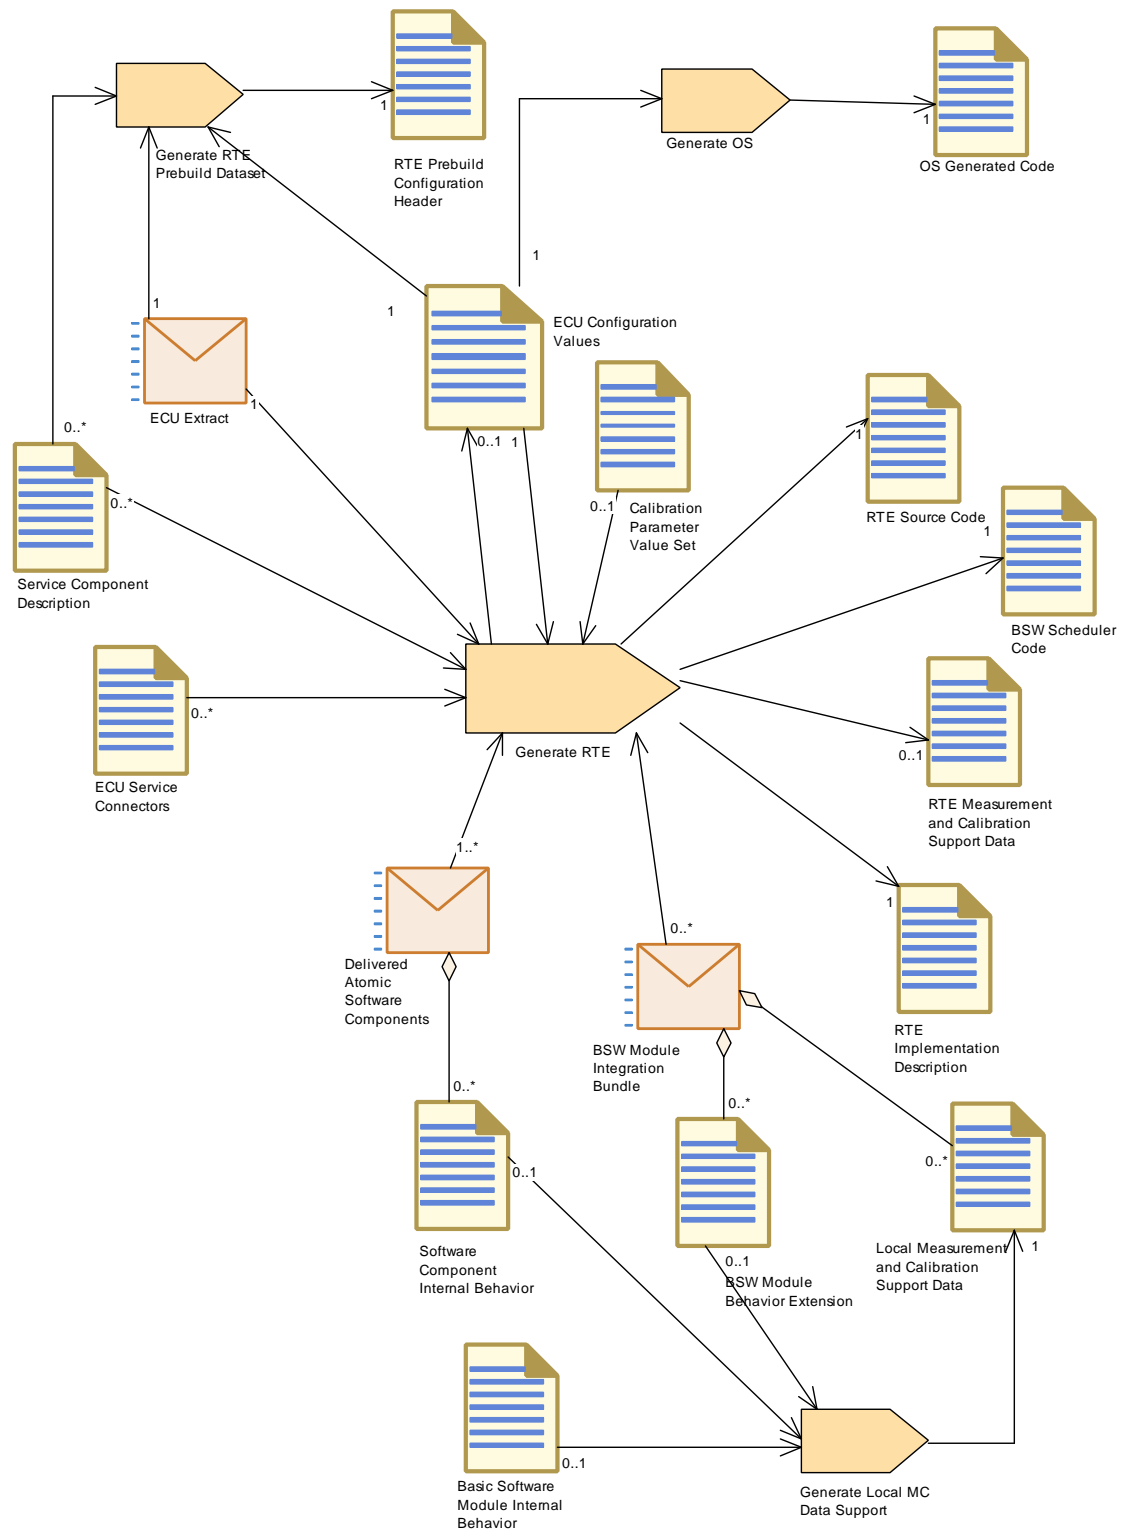 1
Generate OS
1
OS Generated Code
Generate RTE
Prebuild Dataset
RTE Prebuild
Configuration
Header
1
1
1
ECU Configuration
Values
ECU Extract
1
0..*
0..1
1
0..*
Service Component
Description
0..1
Calibration
Parameter
Value Set
1
RTE Source Code
1
BSW Scheduler
Code
0..*
ECU Service
Connectors
Generate RTE
0..1
RTE Measurement
and Calibration
Support Data
1..*
Delivered
Atomic
Software
Components
0..*
BSW Module
Integration
Bundle
1
RTE
Implementation
Description
0..*
0..*
0..*
0..1
Software
Component
Internal Behavior
0..1
BSW Module
Behavior Extension
Local Measurement
and Calibration
Support Data
1
0..1
Basic Software
Module Internal
Behavior
Generate Local MC
Data Support